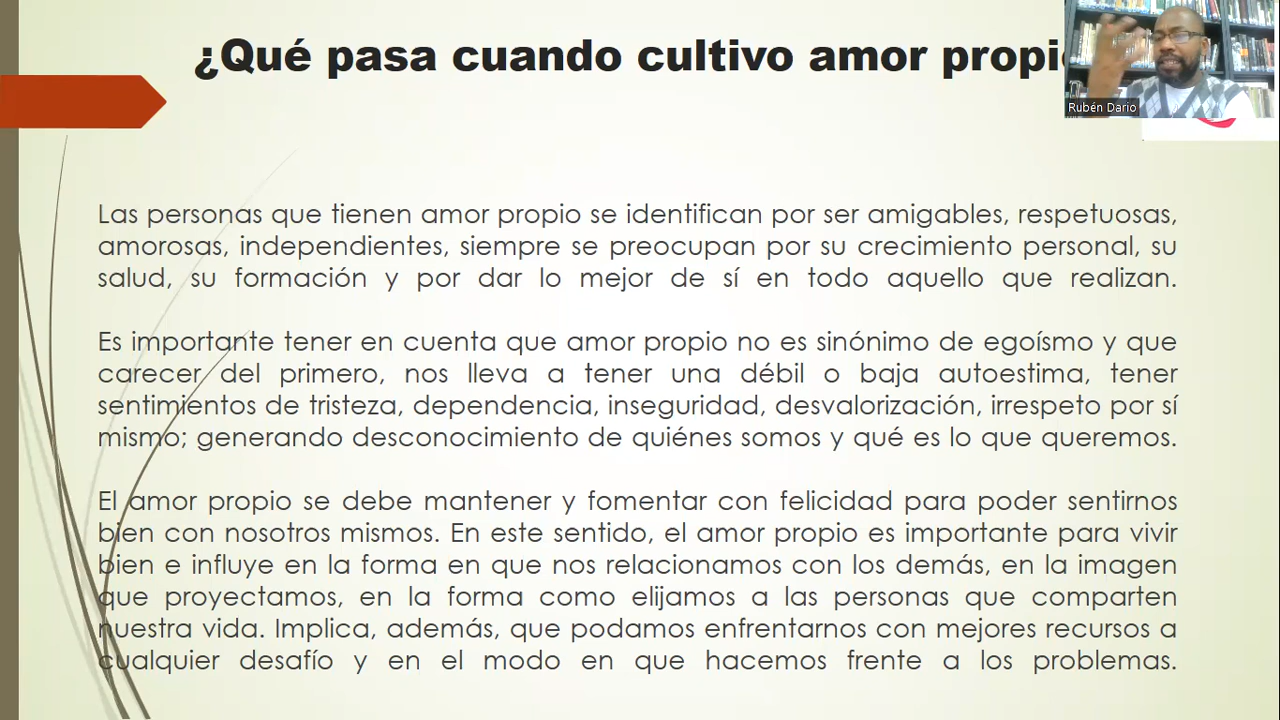 ¿Qué pasa cuando cultivo amor propi
Rubén Dario
Las personas que tienen amor propio se identifican por ser amigables, respetuosas,
amorosas, independientes, siempre se preocupan por su crecimiento personal, su
salud, su formación y por dar lo mejor de sí en todo aquello que realizan.
Es importante tener en cuenta que amor propio no es sinónimo de egoísmo y que
carecer del primero, nos lleva a tener una débil o baja autoestima, tener
sentimientos de tristeza, dependencia, inseguridad, desvalorización, irrespeto por sí
mismo; generando desconocimiento de quiénes somos y qué es lo que queremos.
El amor propio se debe mantener y fomentar con felicidad para poder sentirnos
bien con nosotros mismos. En este sentido, el amor propio es importante para vivir
bien e influye en la forma en que nos relacionamos con los demás, en la imagen
que proyectamos, en la forma como elijamos a las personas que comparten
nuestra vida. Implica, además, que podamos enfrentarnos con mejores recursos a
cualquier desafío y en el modo en que hacemos frente a los problemas.